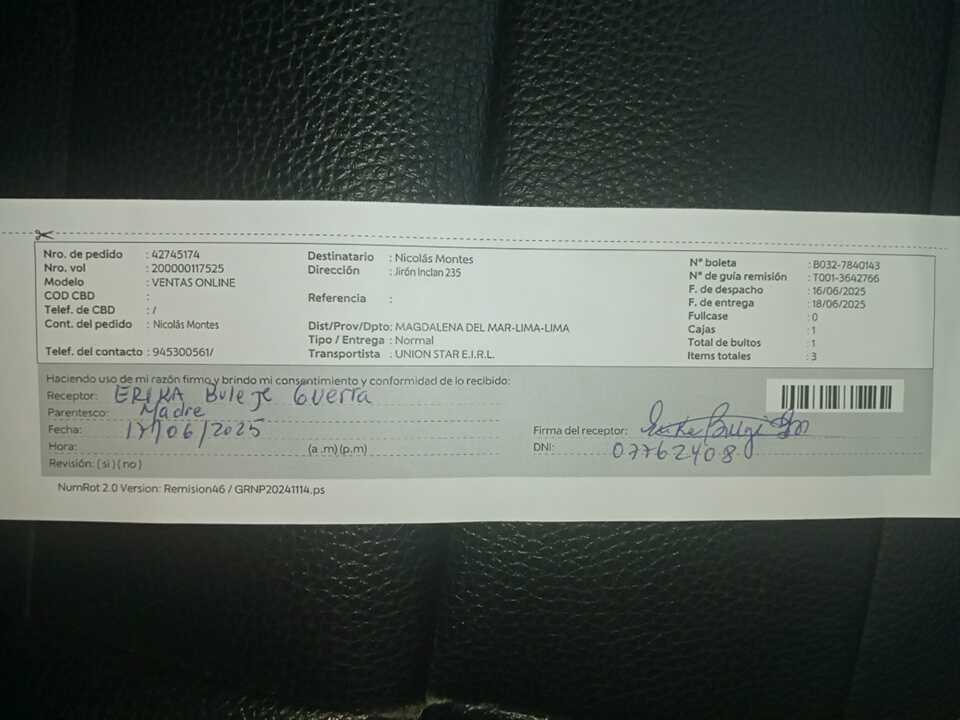 Nro. de pedido : 42745174
Nro. vol : 200000117525
Modelo : VENTAS ONLINE
COD CBD :
Telef. de CBD : /
Cont. del pedido : Nicolás Montes
Telef. del contacto : 945300561/
Destinatario : Nicolás Montes
Dirección : Jirón Inclan 235
Referencia :
Dist/Prov/Dpto: MAGDALENA DEL MAR-LIMA-LIMA
Tipo / Entrega : Normal
Transportista : UNION STAR E.I.R.L.
N° boleta : B032-7840143
N° de guía remisión : T001-3642766
F. de despacho : 16/06/2025
F. de entrega : 18/06/2025
Fullcase : 0
Cajas : 1
Total de bultos : 1
Items totales : 3
Haciendo uso de mi razón firmo y brindo mi consentimiento y conformidad de lo recibido:
Receptor: ERIKA Buleje Guerra
Parentesco: Madre
Fecha: 17/06/2025
Hora: (a .m) (p.m)
Revisión: ( si ) ( no )
Firma del receptor:
DNI: 07762408
NumRot 2.0 Version: Remision46 / GRNP20241114.ps